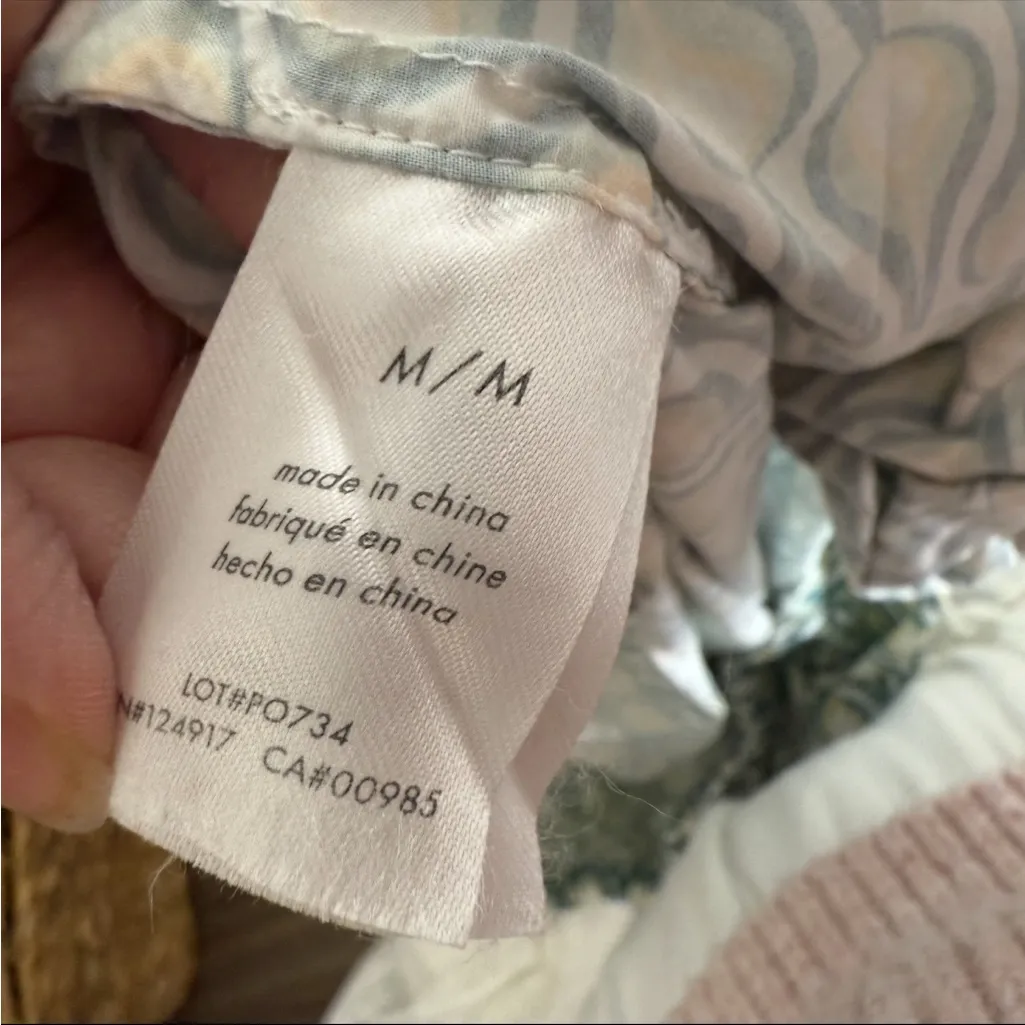 M/M
made in china
fabriqué en chine
hecho en china
LOT#PO734
N#124917 CA#00985